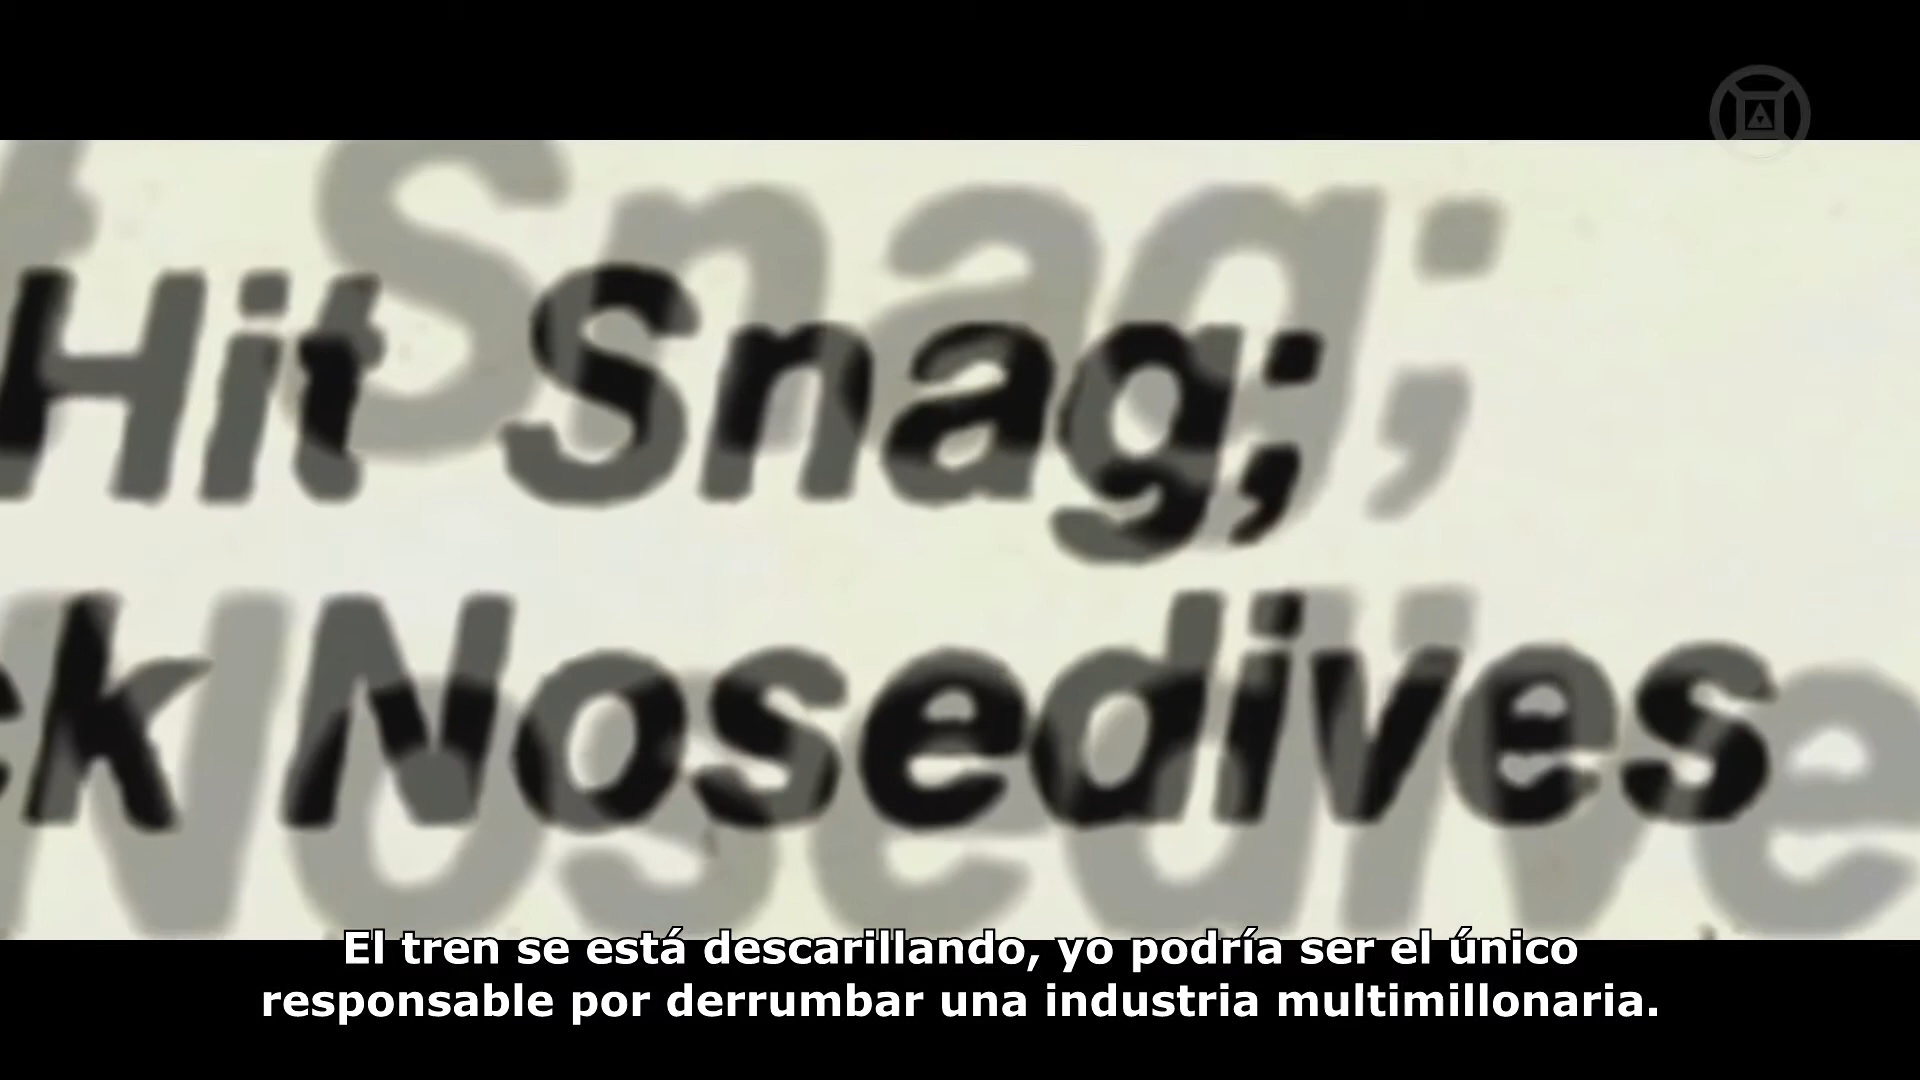 Hit Snag;
k Nosedives
El tren se está descarillando, yo podría ser el único
responsable por derrumbar una industria multimillonaria.